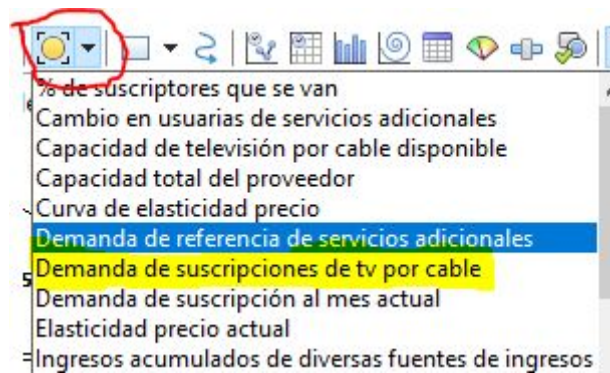 % de suscriptores que se van
Cambio en usuarias de servicios adicionales
Capacidad de televisión por cable disponible
Capacidad total del proveedor
Curva de elasticidad precio
Demanda de referencia de servicios adicionales
Demanda de suscripciones de tv por cable
Demanda de suscripción al mes actual
Elasticidad precio actual
Ingresos acumulados de diversas fuentes de ingresos